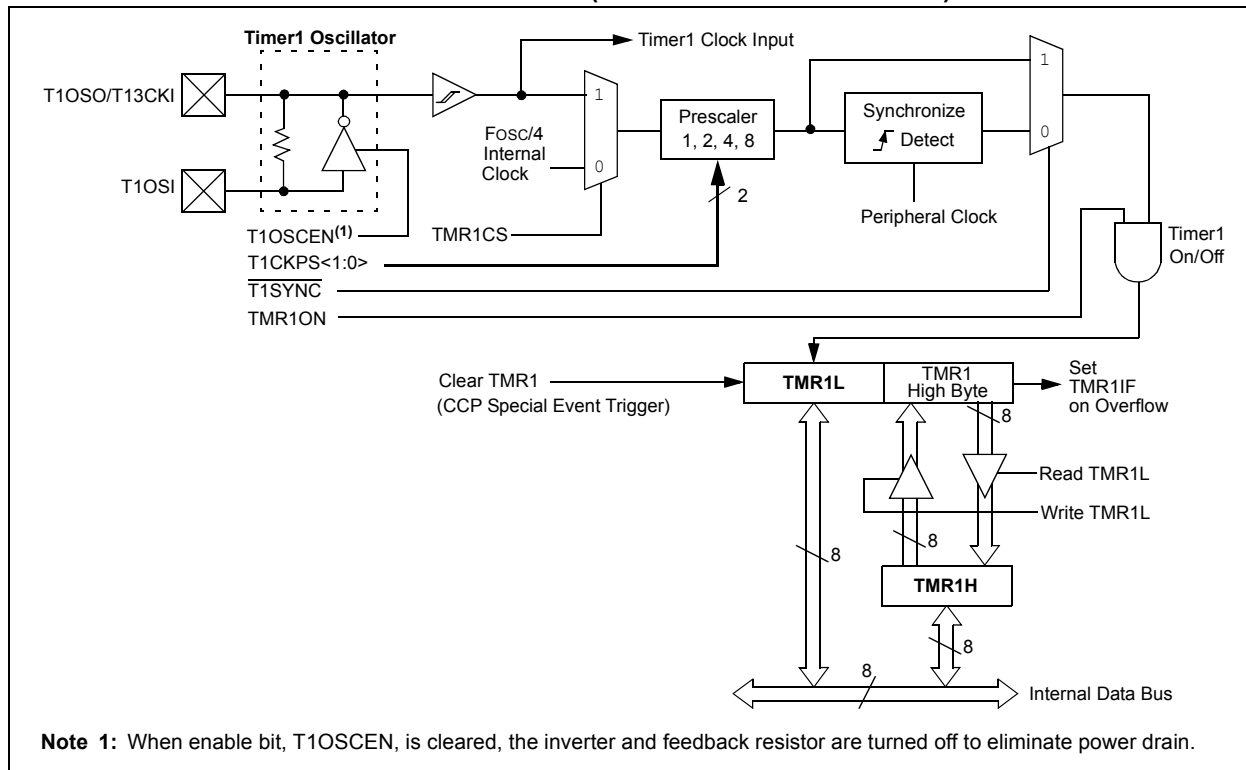 Timer1 Oscillator
Timer1 Clock Input
T1OSO/T13CKI
1
1
FOSC/4
Internal
Clock
Prescaler
1, 2, 4, 8
Synchronize
Detect
0
0
T1OSI
2
Peripheral Clock
T1OSCEN(1)
TMR1CS
T1CKPS<1:0>
T1SYNC
TMR1ON
Timer1
On/Off
Clear TMR1
(CCP Special Event Trigger)
TMR1L
TMR1
High Byte
Set
TMR1IF
on Overflow
8
Read TMR1L
Write TMR1L
8
8
TMR1H
8
8
Internal Data Bus
Note 1: When enable bit, T1OSCEN, is cleared, the inverter and feedback resistor are turned off to eliminate power drain.